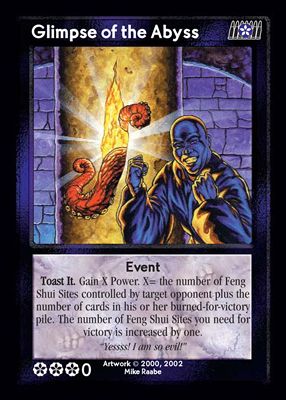 Glimpse of the Abyss
Event
Toast It. Gain X Power. X= the number of Feng
Shui Sites controlled by target opponent plus the
number of cards in his or her burned-for-victory
pile. The number of Feng Shui Sites you need for
victory is increased by one.
"Yessss! I am so evil!"
0
Artwork © 2000, 2002
Mike Raabe